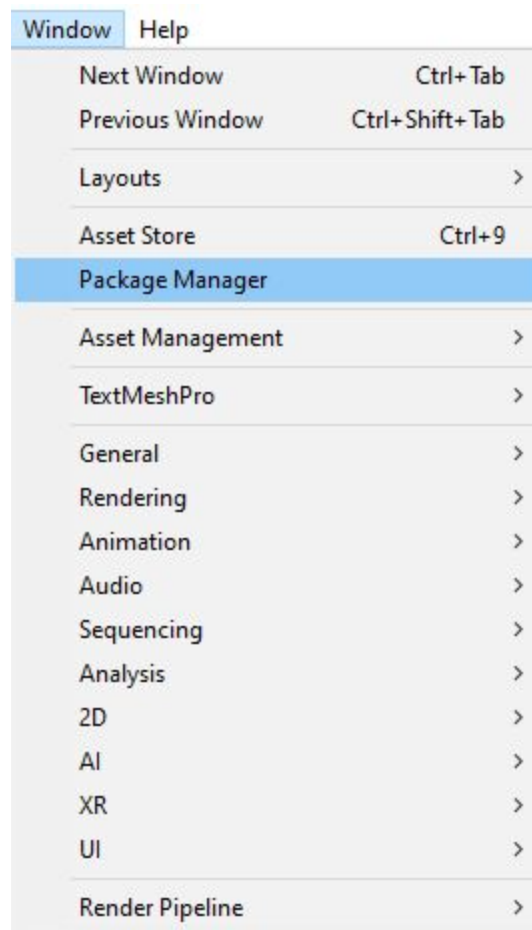 Window Help
Next Window Ctrl+Tab
Previous Window Ctrl+Shift+Tab
Layouts >
Asset Store Ctrl+9
Package Manager
Asset Management >
TextMeshPro >
General >
Rendering >
Animation >
Audio >
Sequencing >
Analysis >
2D >
AI >
XR >
UI >
Render Pipeline >